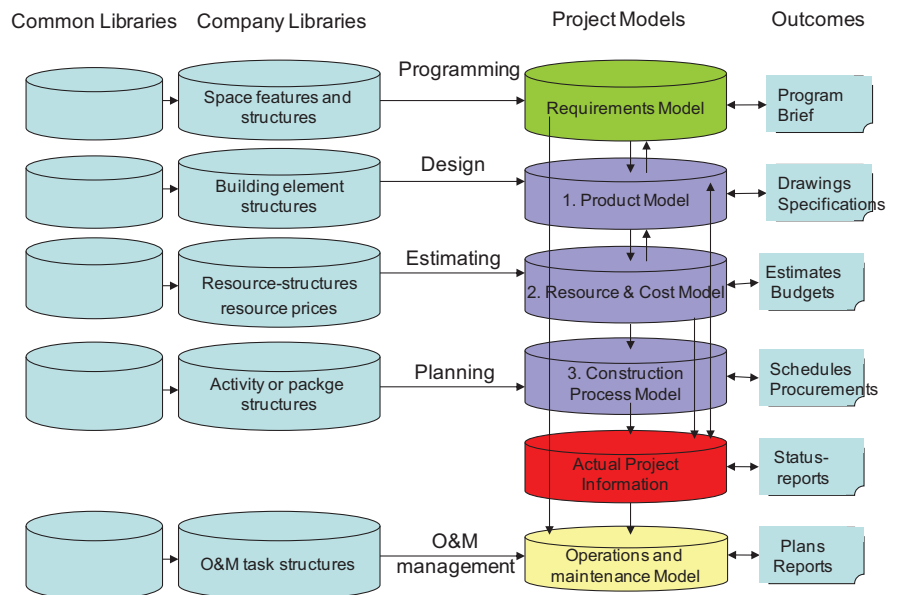 Common Libraries
Company Libraries
Project Models
Outcomes
Space features and
structures
Programming
Requirements Model
Program
Brief
Building element
structures
Design
1. Product Model
Drawings
Specifications
Resource-structures
resource prices
Estimating
2. Resource & Cost Model
Estimates
Budgets
Activity or packge
structures
Planning
3. Construction
Process Model
Schedules
Procurements
Actual Project
Information
Status-
reports
O&M task structures
O&M
management
Operations and
maintenance Model
Plans
Reports